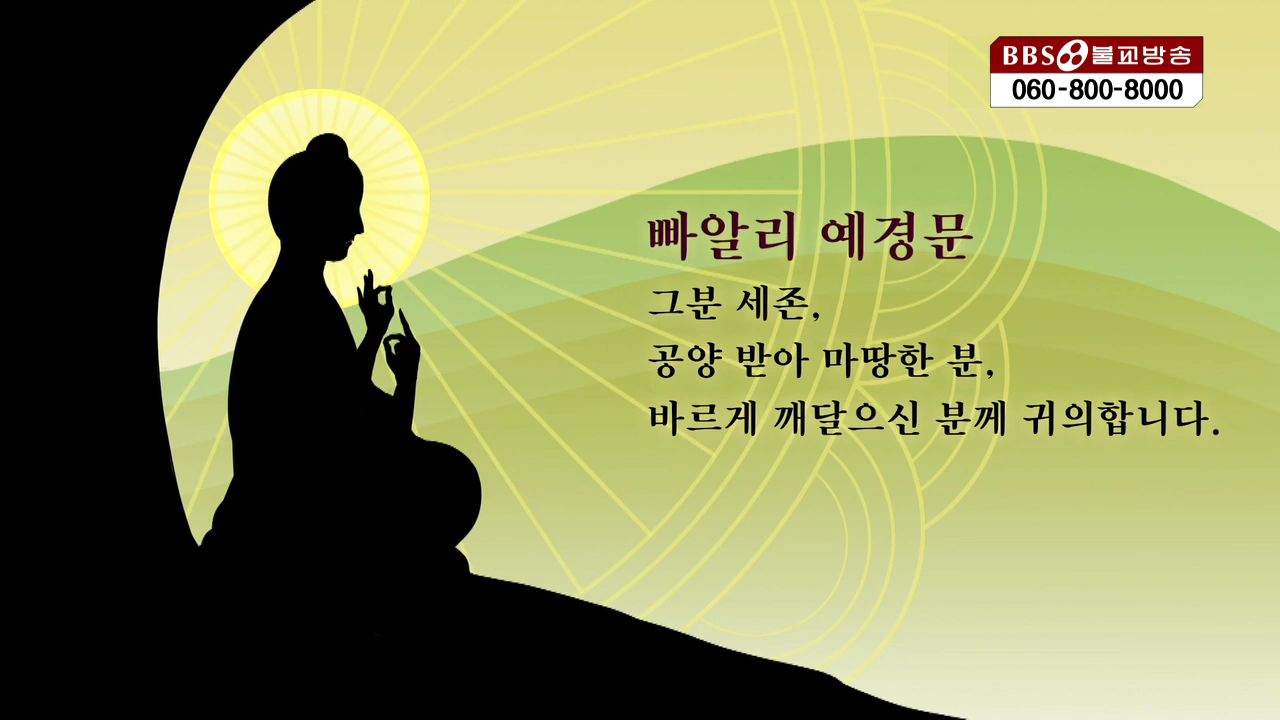 BBS 불교방송
060-800-8000
빠알리 예경문
그분 세존,
공양 받아 마땅한 분,
바르게 깨달으신 분께 귀의합니다.